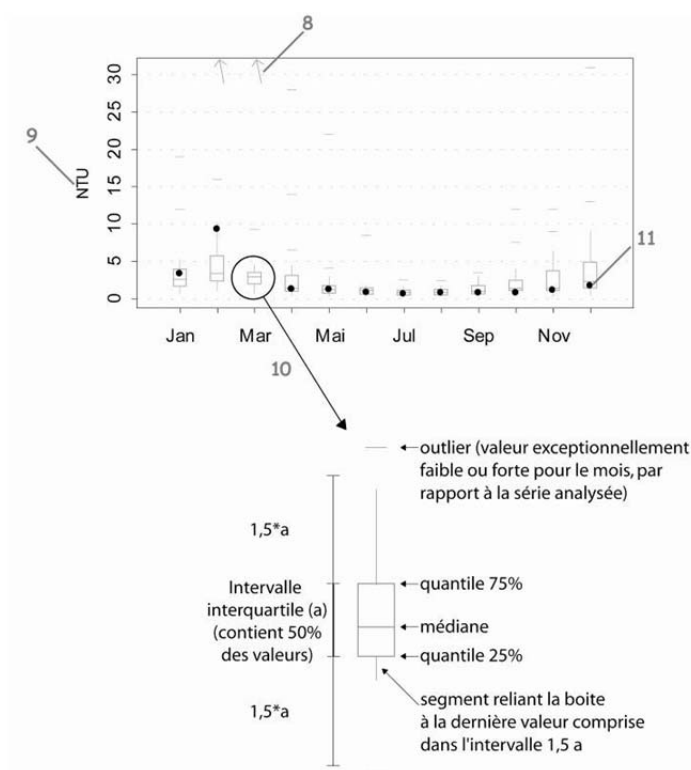 8
30
25
20
15
10
5
0
9
NTU
11
Jan
Mar
Mai
Jul
Sep
Nov
10
outlier (valeur exceptionnellement
faible ou forte pour le mois, par
rapport à la série analysée)
1,5*a
quantile 75%
Intervalle
interquartile (a)
(contient 50%
des valeurs)
médiane
quantile 25%
1,5*a
segment reliant la boite
à la dernière valeur comprise
dans l'intervalle 1,5 a